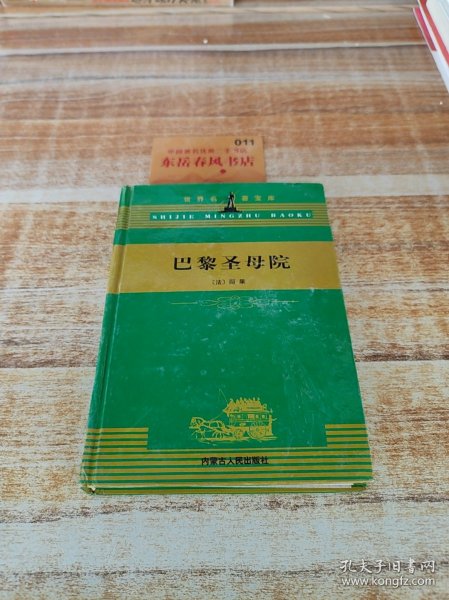 011
东岳春风书店
世界名著宝库
SHIJIE MINGZHU BAOKU
巴黎圣母院
〔法〕雨果
内蒙古人民出版社
孔夫子旧书网
www.kongfz.com